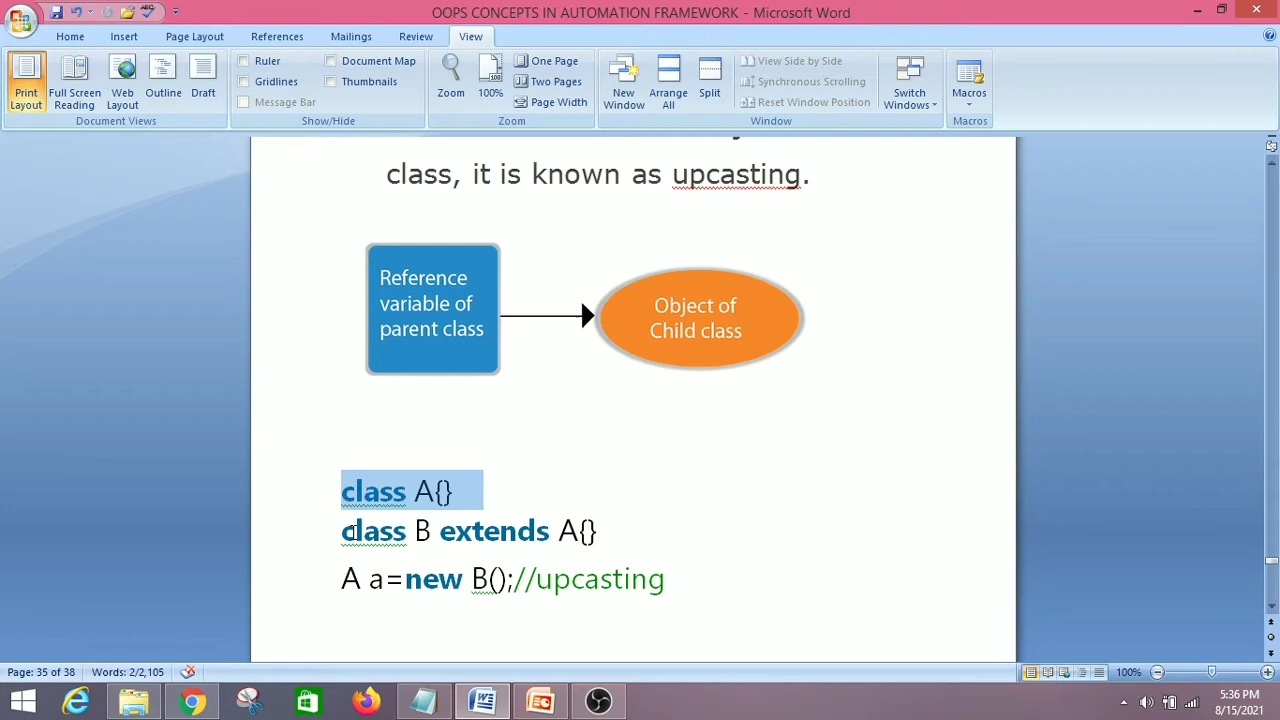 OOPS CONCEPTS IN AUTOMATION FRAMEWORK - Microsoft Word
Home Insert Page Layout References Mailings Review View
Print Layout
Full Screen Reading
Web Layout
Outline
Draft
Document Views
Ruler
Gridlines
Message Bar
Document Map
Thumbnails
Show/Hide
Zoom
100%
One Page
Two Pages
Page Width
Zoom
New Window
Arrange All
Split
View Side by Side
Synchronous Scrolling
Reset Window Position
Switch Windows
Window
Macros
Macros
class, it is known as upcasting.
Reference
variable of
parent class
Object of
Child class
class A{}
class B extends A{}
A a=new B();//upcasting
Page: 35 of 38 Words: 2/2,105 100%
5:36 PM
8/15/2021